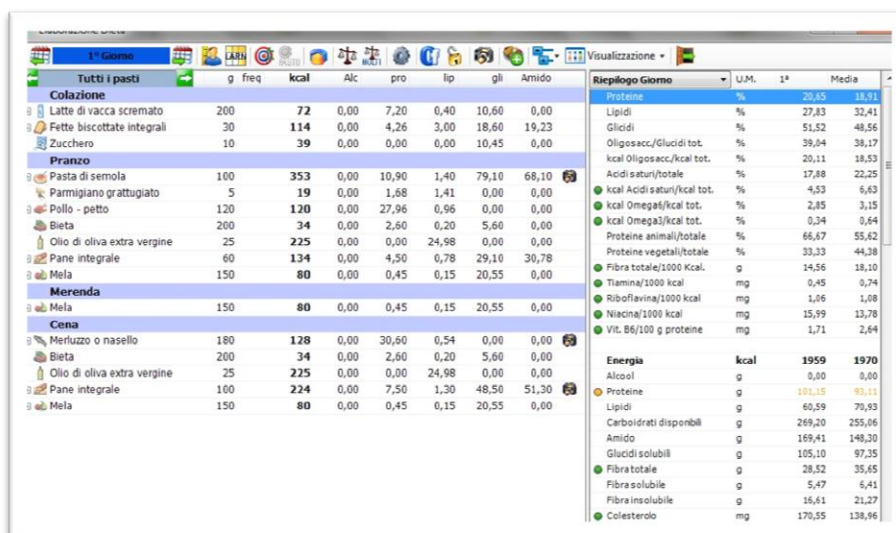 Elaborazione Dieta
1° Giorno LARN MULTI Visualizzazione
Tutti i pasti g freq kcal Alc pro lip gli Amido
Colazione
Latte di vacca scremato 200 72 0,00 7,20 0,40 10,60 0,00
Fette biscottate integrali 30 114 0,00 4,26 3,00 18,60 19,23
Zucchero 10 39 0,00 0,00 0,00 10,45 0,00
Pranzo
Pasta di semola 100 353 0,00 10,90 1,40 79,10 68,10
Parmigiano grattugiato 5 19 0,00 1,68 1,41 0,00 0,00
Pollo - petto 120 120 0,00 27,96 0,96 0,00 0,00
Bieta 200 34 0,00 2,60 0,20 5,60 0,00
Olio di oliva extra vergine 25 225 0,00 0,00 24,98 0,00 0,00
Pane integrale 60 134 0,00 4,50 0,78 29,10 30,78
Mela 150 80 0,00 0,45 0,15 20,55 0,00
Merenda
Mela 150 80 0,00 0,45 0,15 20,55 0,00
Cena
Merluzzo o nasello 180 128 0,00 30,60 0,54 0,00 0,00
Bieta 200 34 0,00 2,60 0,20 5,60 0,00
Olio di oliva extra vergine 25 225 0,00 0,00 24,98 0,00 0,00
Pane integrale 100 224 0,00 7,50 1,30 48,50 51,30
Mela 150 80 0,00 0,45 0,15 20,55 0,00
Riepilogo Giorno U.M. 1ª Media
Proteine % 20,65 18,91
Lipidi % 27,83 32,41
Glicidi % 51,52 48,56
Oligosacc./Glucidi tot. % 39,04 38,17
kcal Oligosacc./kcal tot. % 20,11 18,53
Acidi saturi/totale % 17,88 22,25
kcal Acidi saturi/kcal tot. % 4,53 6,63
kcal Omega6/kcal tot. % 2,85 3,15
kcal Omega3/kcal tot. % 0,34 0,64
Proteine animali/totale % 66,67 55,62
Proteine vegetali/totale % 33,33 44,38
Fibra totale/1000 Kcal. g 14,56 18,10
Tiamina/1000 kcal mg 0,45 0,74
Riboflavina/1000 kcal mg 1,06 1,08
Niacina/1000 kcal mg 15,99 13,78
Vit. B6/100 g proteine mg 1,71 2,64
Energia kcal 1959 1970
Alcool g 0,00 0,00
Proteine g 101,15 93,11
Lipidi g 60,59 70,93
Carboidrati disponibili g 269,20 255,06
Amido g 169,41 148,30
Glucidi solubili g 105,10 97,35
Fibra totale g 28,52 35,65
Fibra solubile g 5,47 6,41
Fibra insolubile g 16,61 21,27
Colesterolo mg 170,55 138,96